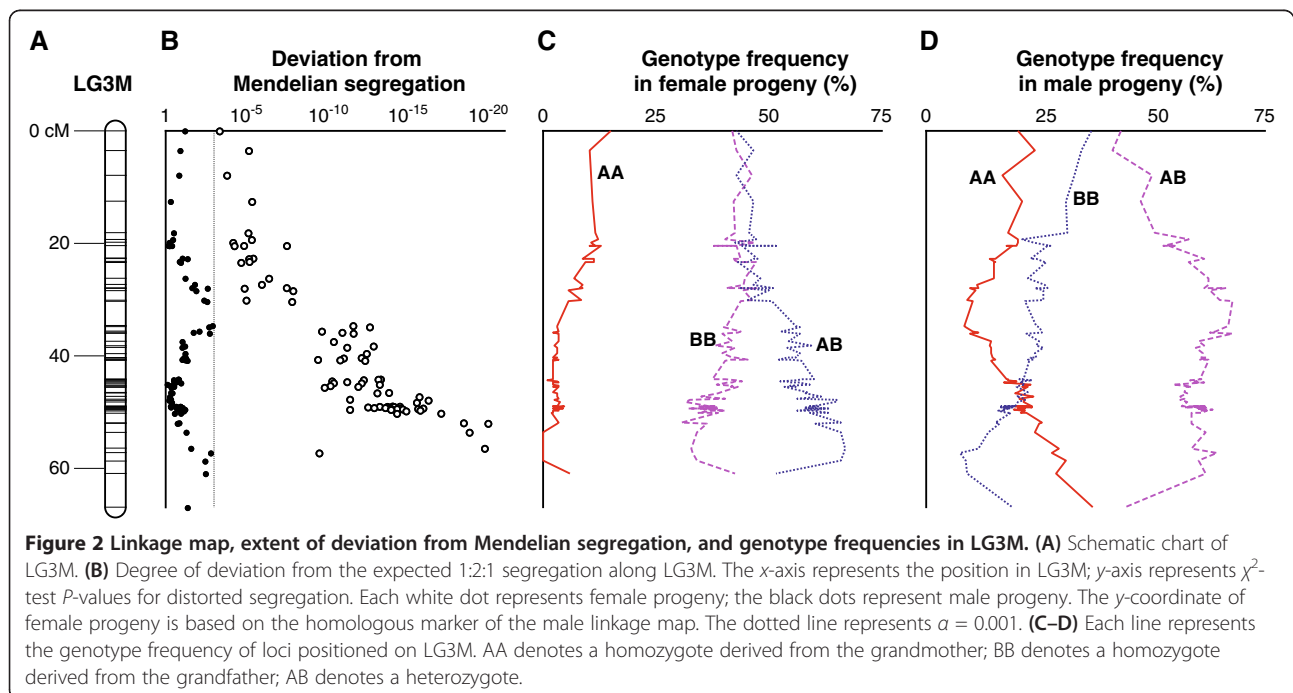 A
B
C
D
LG3M
Deviation from
Mendelian segregation
Genotype frequency
in female progeny (%)
Genotype frequency
in male progeny (%)
1 10-5 10-10 10-15 10-20
0 25 50 75
0 25 50 75
0 cM
20
40
60
AA
BB
AB
AA
BB
AB
Figure 2 Linkage map, extent of deviation from Mendelian segregation, and genotype frequencies in LG3M. (A) Schematic chart of
LG3M. (B) Degree of deviation from the expected 1:2:1 segregation along LG3M. The x-axis represents the position in LG3M; y-axis represents χ2-
test P-values for distorted segregation. Each white dot represents female progeny; the black dots represent male progeny. The y-coordinate of
female progeny is based on the homologous marker of the male linkage map. The dotted line represents α = 0.001. (C–D) Each line represents
the genotype frequency of loci positioned on LG3M. AA denotes a homozygote derived from the grandmother; BB denotes a homozygote
derived from the grandfather; AB denotes a heterozygote.